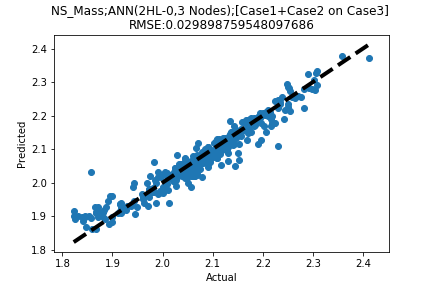 NS_Mass;ANN(2HL-0,3 Nodes);[Case1+Case2 on Case3]
RMSE:0.029898759548097686
2.4
2.3
2.2
2.1
2.0
1.9
1.8
Predicted
1.8 1.9 2.0 2.1 2.2 2.3 2.4
Actual